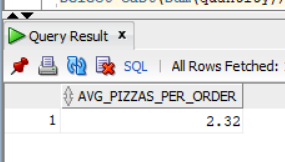 Query Result x
SQL | All Rows Fetched:
AVG_PIZZAS_PER_ORDER
1 2.32